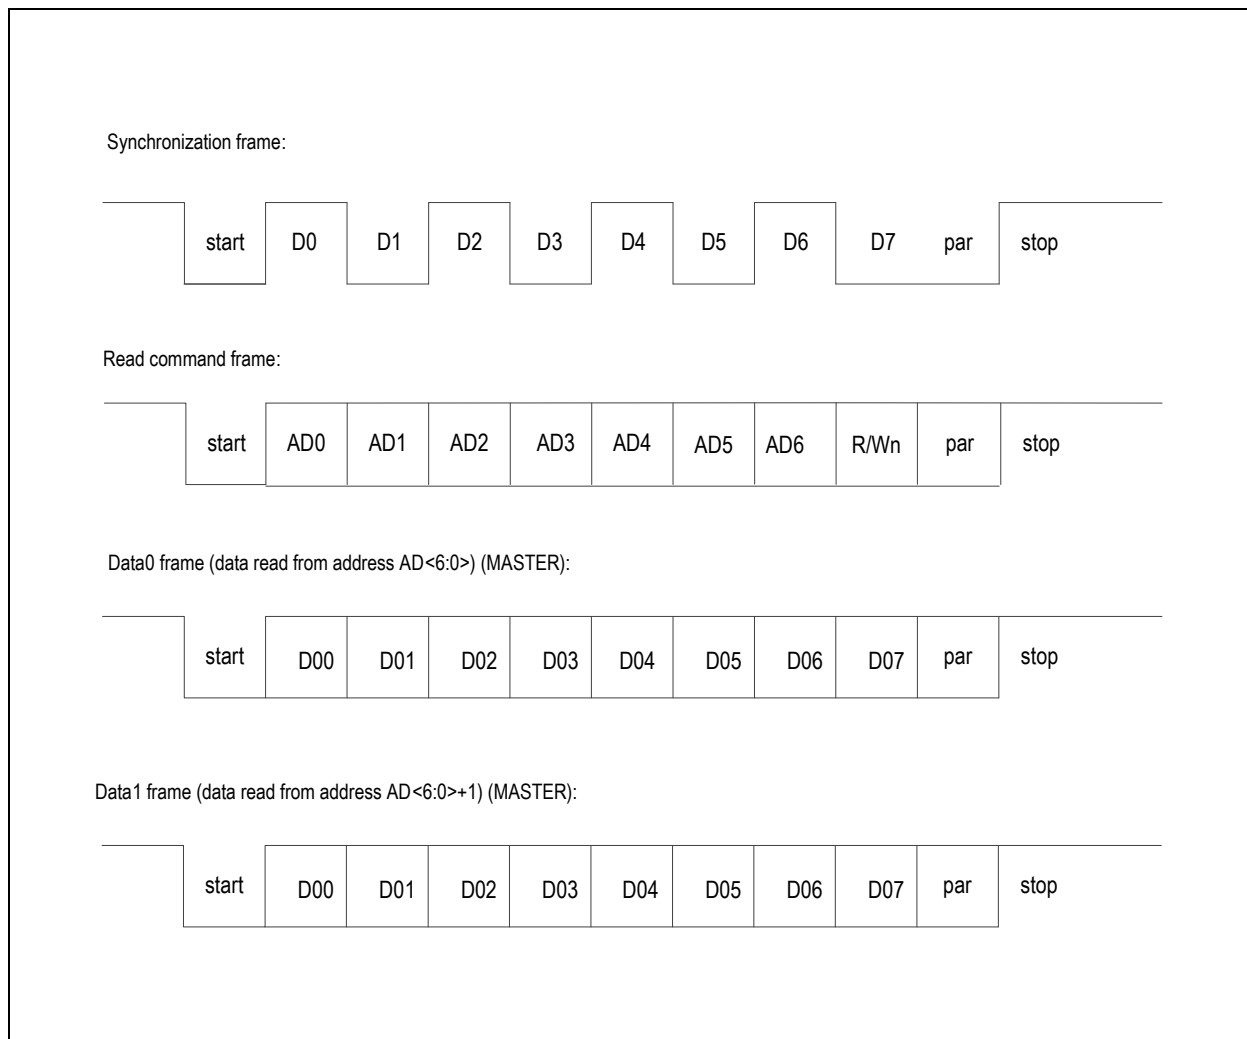 Synchronization frame:
start D0 D1 D2 D3 D4 D5 D6 D7 par stop
Read command frame:
start AD0 AD1 AD2 AD3 AD4 AD5 AD6 R/Wn par stop
Data0 frame (data read from address AD<6:0>) (MASTER):
start D00 D01 D02 D03 D04 D05 D06 D07 par stop
Data1 frame (data read from address AD<6:0>+1) (MASTER):
start D00 D01 D02 D03 D04 D05 D06 D07 par stop